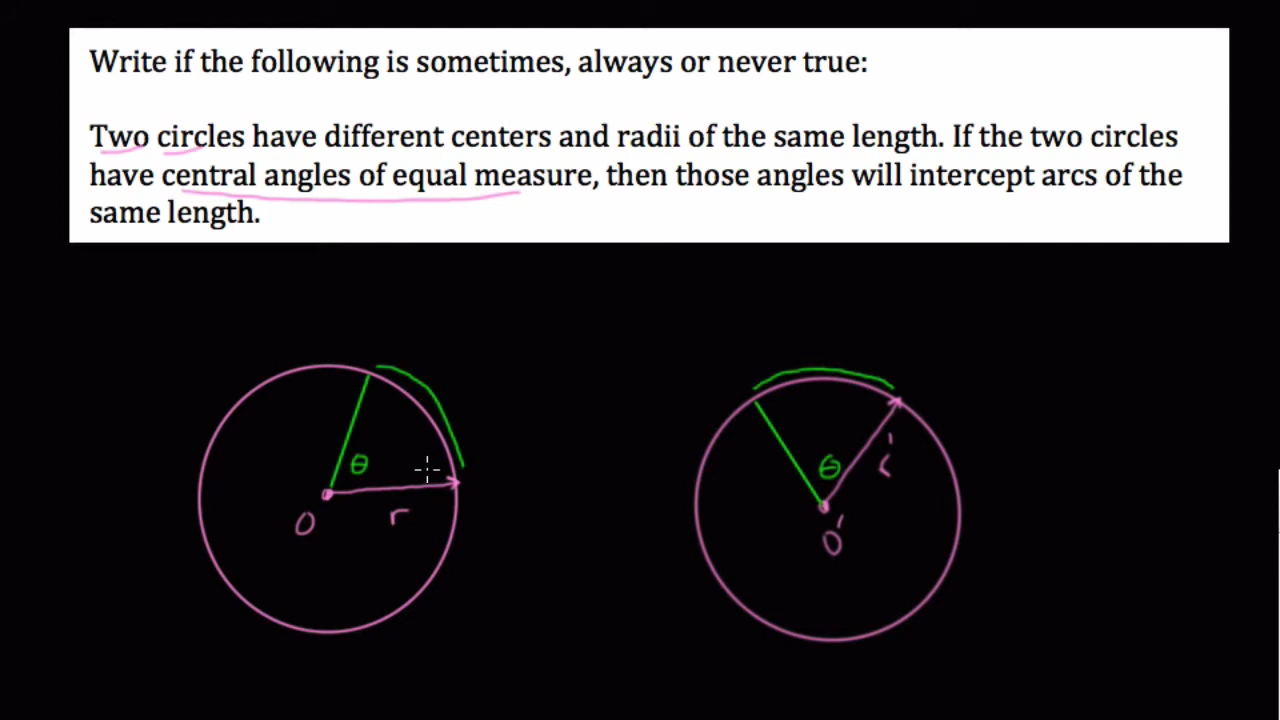 Write if the following is sometimes, always or never true:
Two circles have different centers and radii of the same length. If the two circles
have central angles of equal measure, then those angles will intercept arcs of the
same length.
θ
θ
r'
r
O
O'